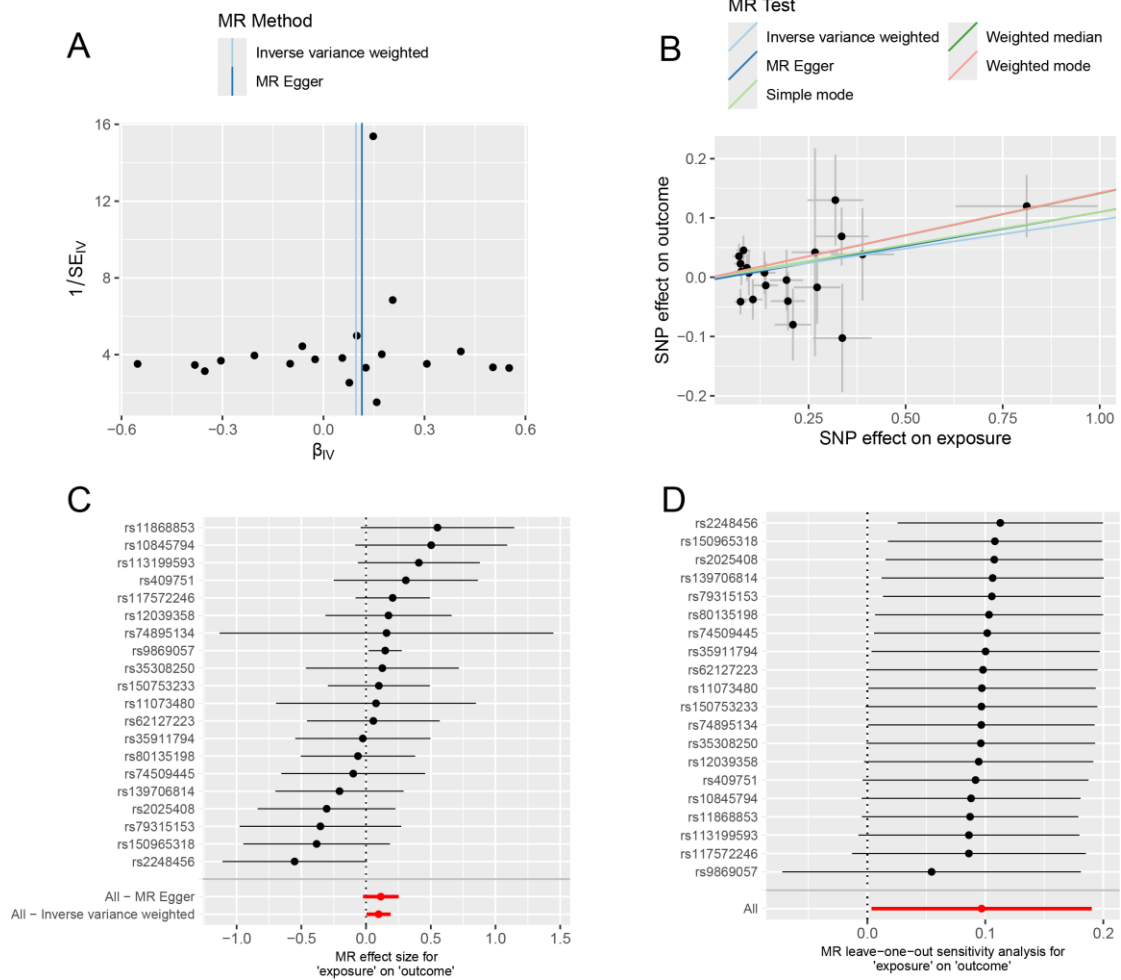 A
MR Method
Inverse variance weighted
MR Egger
16
12
8
4
1/SE_IV
−0.6
−0.3
0.0
0.3
0.6
β_IV
B
MR Test
Inverse variance weighted
MR Egger
Simple mode
Weighted median
Weighted mode
0.2
0.1
0.0
−0.1
−0.2
SNP effect on outcome
0.25
0.50
0.75
1.00
SNP effect on exposure
C
rs11868853
rs10845794
rs113199593
rs409751
rs117572246
rs12039358
rs74895134
rs9869057
rs35308250
rs150753233
rs11073480
rs62127223
rs35911794
rs80135198
rs74509445
rs139706814
rs2025408
rs79315153
rs150965318
rs2248456
All − MR Egger
All − Inverse variance weighted
−1.0
−0.5
0.0
0.5
1.0
1.5
MR effect size for
'exposure' on 'outcome'
D
rs2248456
rs150965318
rs2025408
rs139706814
rs79315153
rs80135198
rs74509445
rs35911794
rs62127223
rs11073480
rs150753233
rs74895134
rs35308250
rs12039358
rs409751
rs10845794
rs11868853
rs113199593
rs117572246
rs9869057
All
0.0
0.1
0.2
MR leave−one−out sensitivity analysis for
'exposure' on 'outcome'